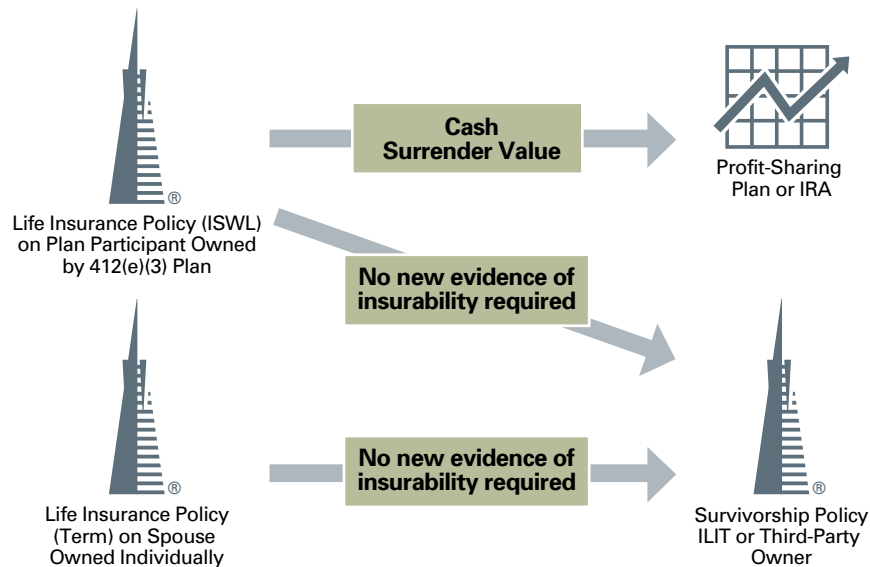 Cash
Surrender Value
®
Life Insurance Policy (ISWL)
on Plan Participant Owned
by 412(e)(3) Plan
Profit-Sharing
Plan or IRA
No new evidence of
insurability required
®
Life Insurance Policy
(Term) on Spouse
Owned Individually
No new evidence of
insurability required
®
Survivorship Policy
ILIT or Third-Party
Owner